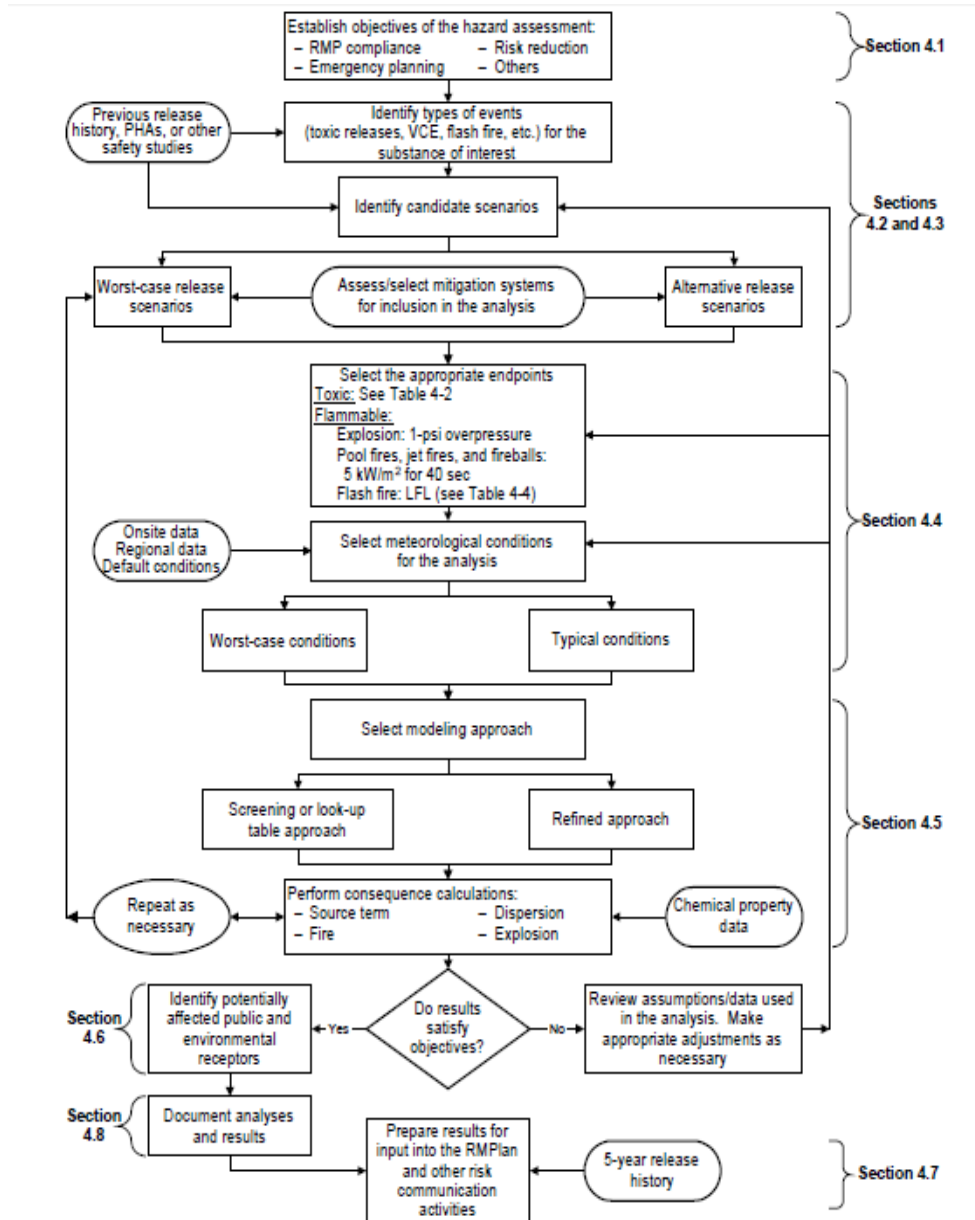 Establish objectives of the hazard assessment:
– RMP compliance – Risk reduction
– Emergency planning – Others
Section 4.1
Previous release
history, PHAs, or other
safety studies
Identify types of events
(toxic releases, VCE, flash fire, etc.) for the
substance of interest
Identify candidate scenarios
Sections
4.2 and 4.3
Worst-case release
scenarios
Assess/select mitigation systems
for inclusion in the analysis
Alternative release
scenarios
Select the appropriate endpoints
Toxic: See Table 4-2
Flammable:
Explosion: 1-psi overpressure
Pool fires, jet fires, and fireballs:
5 kW/m² for 40 sec
Flash fire: LFL (see Table 4-4)
Section 4.4
Onsite data
Regional data
Default conditions
Select meteorological conditions
for the analysis
Worst-case conditions
Typical conditions
Select modeling approach
Screening or look-up
table approach
Refined approach
Section 4.5
Repeat as
necessary
Perform consequence calculations:
– Source term – Dispersion
– Fire – Explosion
Chemical property
data
Section
4.6
Identify potentially
affected public and
environmental
receptors
Yes
Do results
satisfy
objectives?
No
Review assumptions/data used
in the analysis. Make
appropriate adjustments as
necessary
Section
4.8
Document analyses
and results
Prepare results for
input into the RMPlan
and other risk
communication
activities
5-year release
history
Section 4.7